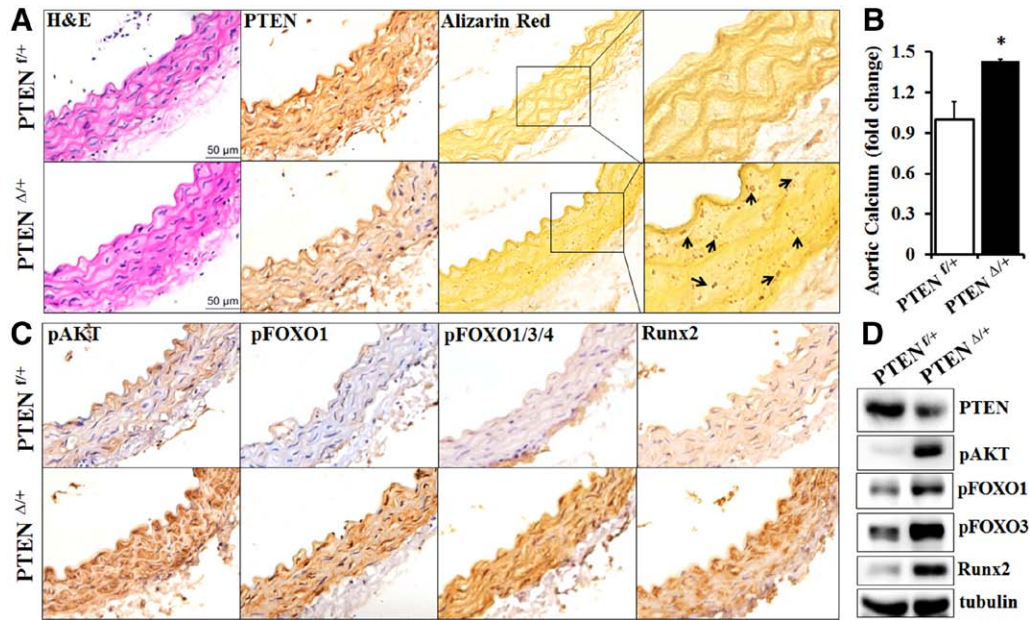 A
H&E
PTEN
Alizarin Red
PTEN f/+
50 µm
PTEN Δ/+
50 µm
B
Aortic Calcium (fold change)
1.5
1.2
0.9
0.6
0.3
0
*
PTEN f/+
PTEN Δ/+
C
pAKT
pFOXO1
pFOXO1/3/4
Runx2
PTEN f/+
PTEN Δ/+
D
PTEN f/+
PTEN Δ/+
PTEN
pAKT
pFOXO1
pFOXO3
Runx2
tubulin